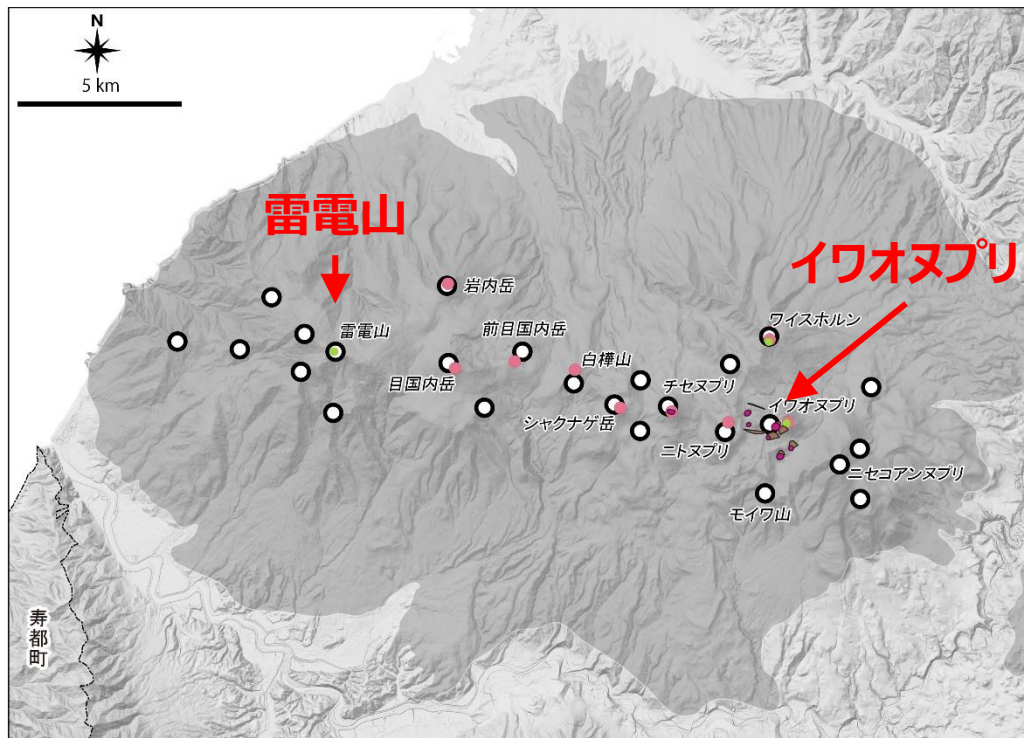 N
5 km
雷電山
イワオヌプリ
岩内岳
ワイスホルン
雷電山
前目国内岳
白樺山
目国内岳
チセヌプリ
イワオヌプリ
シャクナゲ岳
ニトヌプリ
ニセコアンヌプリ
モイワ山
寿都町